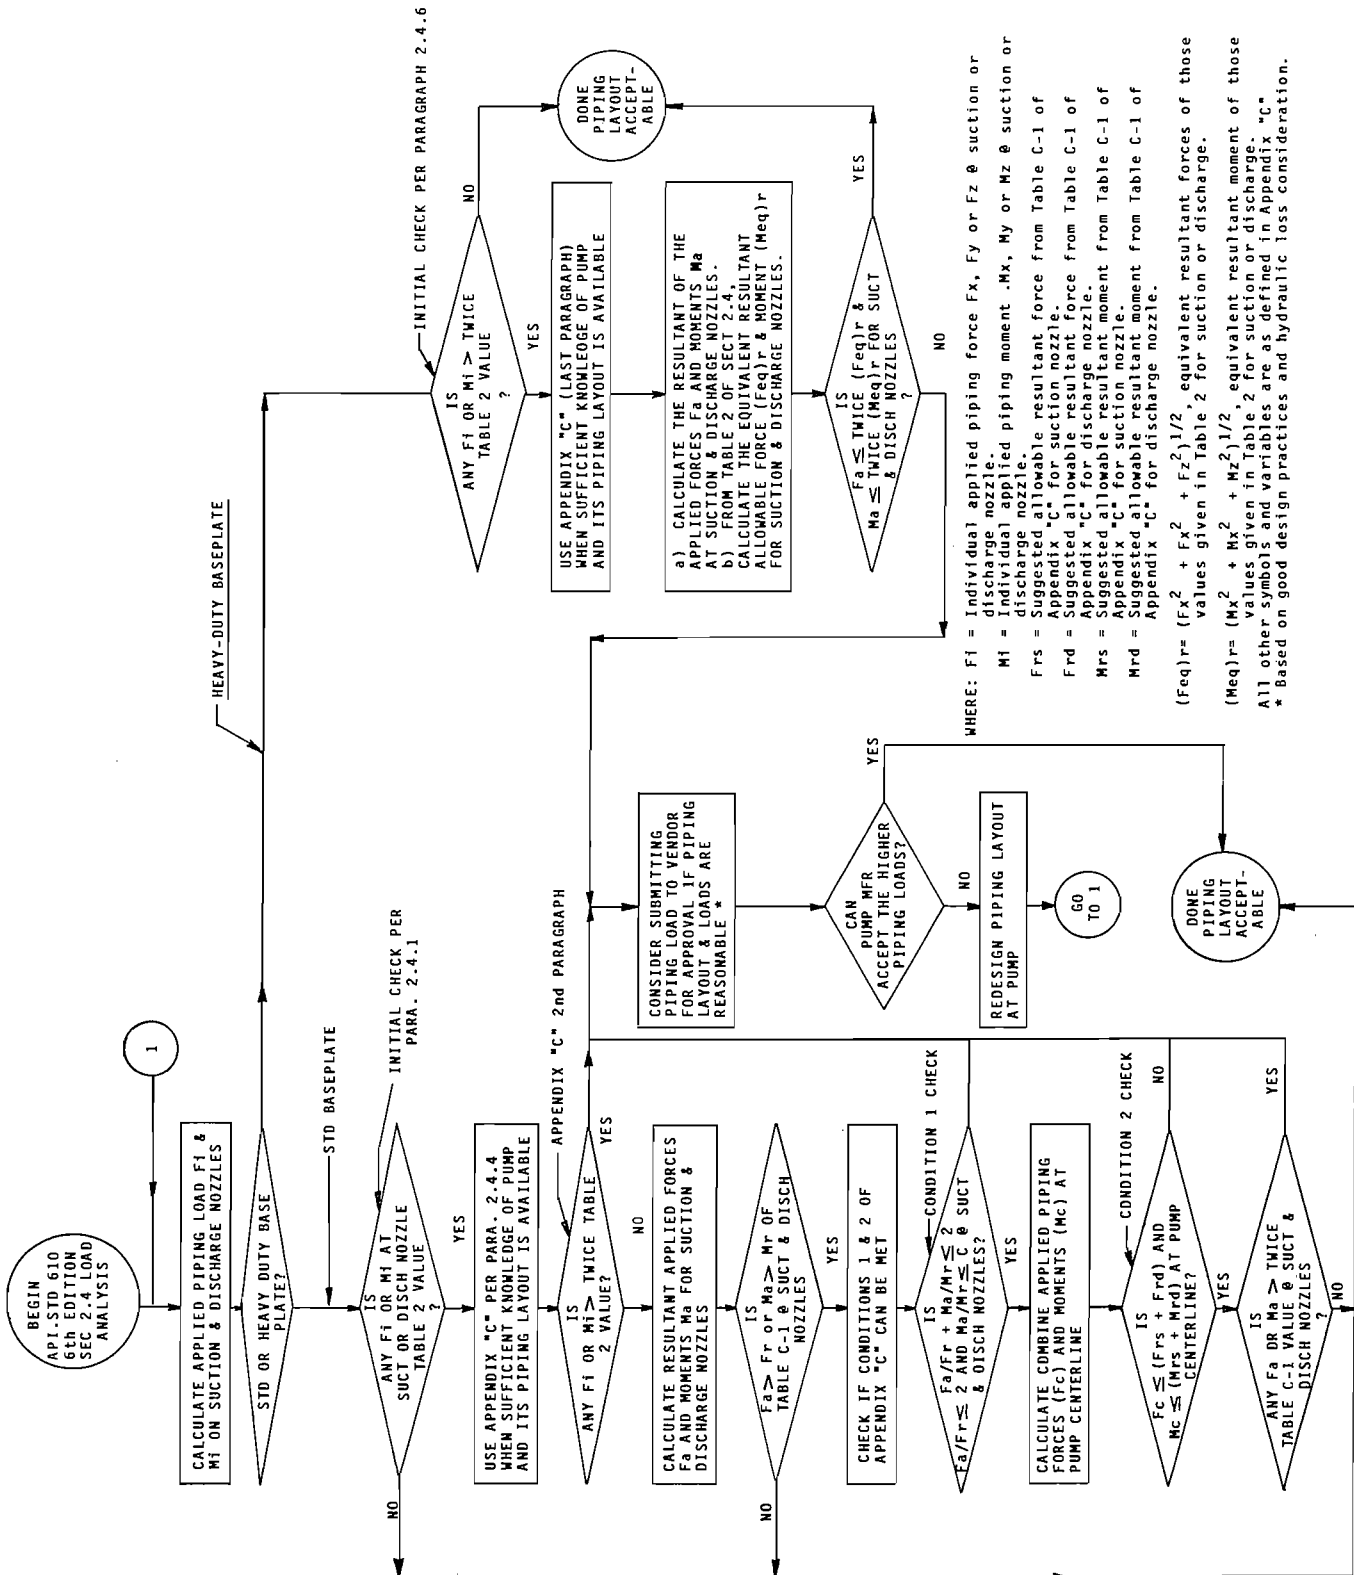 BEGIN
API-STD 610
6th EDITION
SEC 2.4 LOAD
ANALYSIS
1
CALCULATE APPLIED PIPING LOAD Fi &
Mi ON SUCTION & DISCHARGE NOZZLES
STD OR HEAVY DUTY BASE
PLATE?
HEAVY-DUTY BASEPLATE
STD BASEPLATE
INITIAL CHECK PER
PARA. 2.4.1
IS
ANY Fi OR Mi AT
SUCT OR DISCH NOZZLE
TABLE 2 VALUE
?
NO
YES
USE APPENDIX "C" PER PARA. 2.4.4
WHEN SUFFICIENT KNOWLEDGE OF PUMP
AND ITS PIPING LAYOUT IS AVAILABLE
APPENDIX "C" 2nd PARAGRAPH
IS
ANY Fi OR Mi > TWICE TABLE
2 VALUE?
YES
NO
CALCULATE RESULTANT APPLIED FORCES
Fa AND MOMENTS Ma FOR SUCTION &
DISCHARGE NOZZLES
IS
Fa > Fr or Ma > Mr OF
TABLE C-1 @ SUCT & DISCH
NOZZLES
NO
YES
CHECK IF CONDITIONS 1 & 2 OF
APPENDIX "C" CAN BE MET
CONDITION 1 CHECK
IS
Fa/Fr + Ma/Mr ≤ 2
Fa/Fr ≤ 2 AND Ma/Mr ≤ C @ SUCT
& DISCH NOZZLES?
YES
CALCULATE COMBINE APPLIED PIPING
FORCES (Fc) AND MOMENTS (Mc) AT
PUMP CENTERLINE
CONDITION 2 CHECK
IS
Fc ≤ (Frs + Frd) AND
Mc ≤ (Mrs + Mrd) AT PUMP
CENTERLINE?
NO
YES
IS
ANY Fa OR Ma > TWICE
TABLE C-1 VALUE @ SUCT &
DISCH NOZZLES
?
YES
NO
CONSIDER SUBMITTING
PIPING LOAD TO VENDOR
FOR APPROVAL IF PIPING
LAYOUT & LOADS ARE
REASONABLE *
CAN
PUMP MFR
ACCEPT THE HIGHER
PIPING LOADS?
YES
NO
REDESIGN PIPING LAYOUT
AT PUMP
GO
TO 1
DONE
PIPING
LAYOUT
ACCEPT-
ABLE
INITIAL CHECK PER PARAGRAPH 2.4.6
IS
ANY Fi OR Mi > TWICE
TABLE 2 VALUE
?
NO
YES
DONE
PIPING
LAYOUT
ACCEPT-
ABLE
USE APPENDIX "C" (LAST PARAGRAPH)
WHEN SUFFICIENT KNOWLEDGE OF PUMP
AND ITS PIPING LAYOUT IS AVAILABLE
a) CALCULATE THE RESULTANT OF THE
APPLIED FORCES Fa AND MOMENTS Ma
AT SUCTION & DISCHARGE NOZZLES.
b) FROM TABLE 2 OF SECT 2.4,
CALCULATE THE EQUIVALENT RESULTANT
ALLOWABLE FORCE (Feq)r & MOMENT (Meq)r
FOR SUCTION & DISCHARGE NOZZLES.
IS
Fa ≤ TWICE (Feq)r &
Ma ≤ TWICE (Meq)r FOR SUCT
& DISCH NOZZLES
?
YES
NO
WHERE: Fi = Individual applied piping force Fx, Fy or Fz @ suction or
discharge nozzle.
Mi = Individual applied piping moment .Mx, My or Mz @ suction or
discharge nozzle.
Frs = Suggested allowable resultant force from Table C-1 of
Appendix "C" for suction nozzle.
Frd = Suggested allowable resultant force from Table C-1 of
Appendix "C" for discharge nozzle.
Mrs = Suggested allowable resultant moment from Table C-1 of
Appendix "C" for suction nozzle.
Mrd = Suggested allowable resultant moment from Table C-1 of
Appendix "C" for discharge nozzle.
(Feq)r= (Fx² + Fx² + Fz²)1/2, equivalent resultant forces of those
values given in Table 2 for suction or discharge.
(Meq)r= (Mx² + Mx² + Mz²)1/2, equivalent resultant moment of those
values given in Table 2 for suction or discharge.
All other symbols and variables are as defined in Appendix "C"
* Based on good design practices and hydraulic loss consideration.